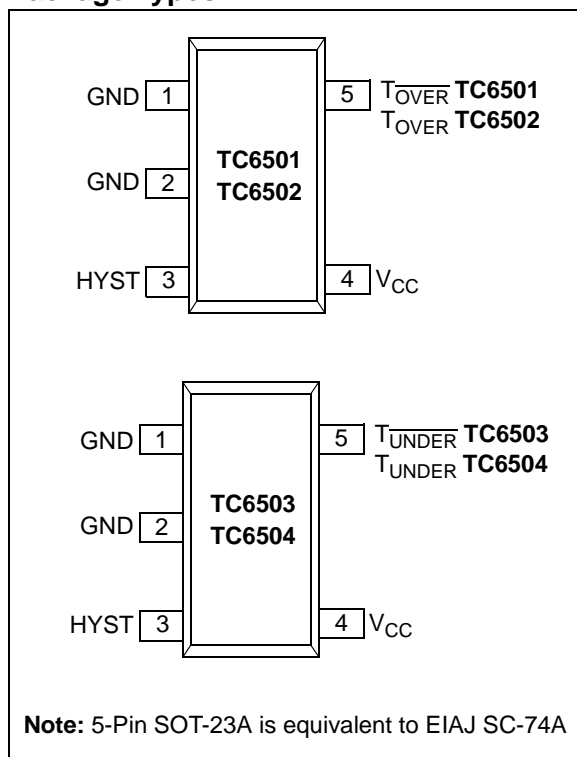 GND 1
5 TOVER TC6501
TOVER TC6502
TC6501
TC6502
GND 2
HYST 3
4 VCC
GND 1
5 TUNDER TC6503
TUNDER TC6504
TC6503
TC6504
GND 2
HYST 3
4 VCC
Note: 5-Pin SOT-23A is equivalent to EIAJ SC-74A